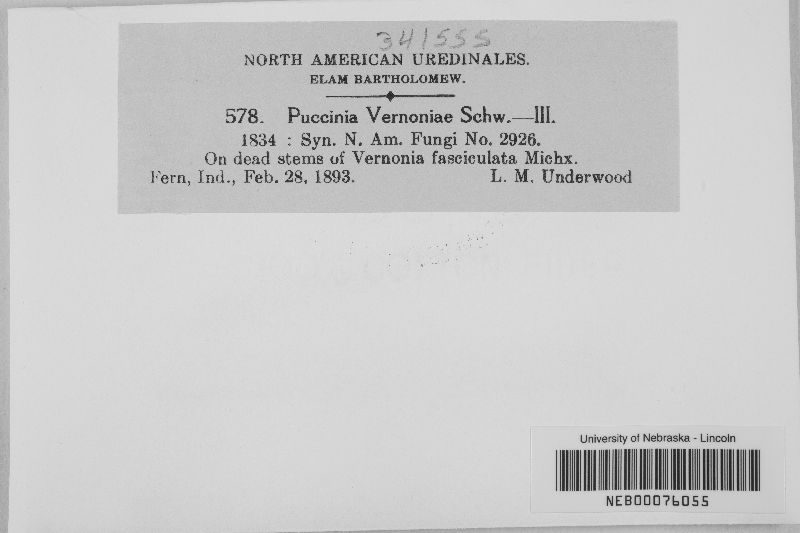 341555
NORTH AMERICAN UREDINALES.
ELAM BARTHOLOMEW.
578. Puccinia Vernoniae Schw.—III.
1834 : Syn. N. Am. Fungi No. 2926.
On dead stems of Vernonia fasciculata Michx.
Fern, Ind., Feb. 28, 1893. L. M. Underwood
University of Nebraska - Lincoln
NEB00076055